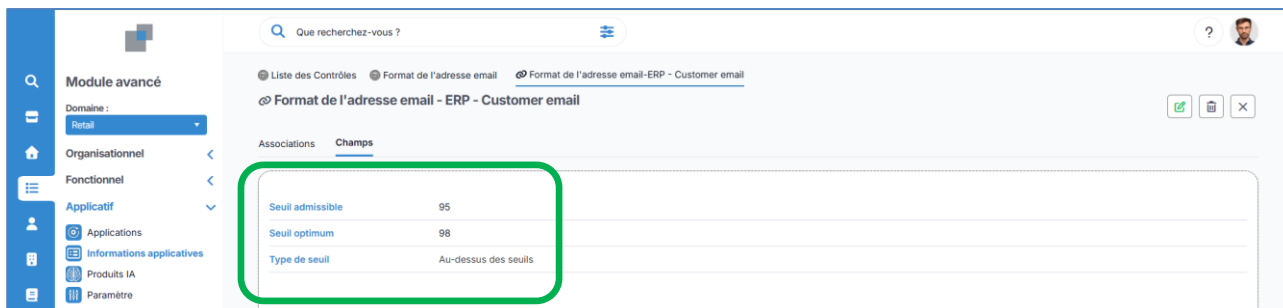 Que recherchez-vous ?
?
Module avancé
Domaine :
Retail
Organisationnel
Fonctionnel
Applicatif
Applications
Informations applicatives
Produits IA
Paramètre
Liste des Contrôles Format de l'adresse email Format de l'adresse email-ERP - Customer email
Format de l'adresse email - ERP - Customer email
Associations Champs
Seuil admissible 95
Seuil optimum 98
Type de seuil Au-dessus des seuils